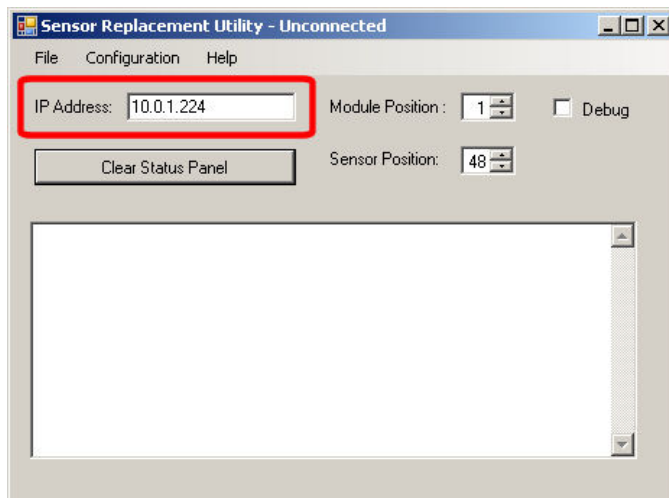 Sensor Replacement Utility - Unconnected
File Configuration Help
IP Address: 10.0.1.224 Module Position : 1 Debug
Clear Status Panel Sensor Position: 48